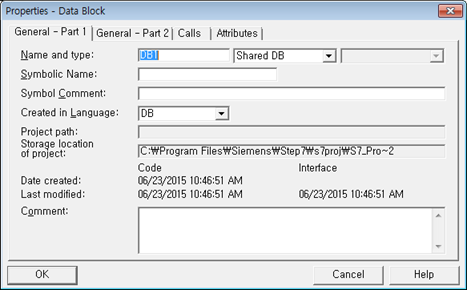 Properties - Data Block
General - Part 1 General - Part 2 Calls Attributes
Name and type: DB1 Shared DB
Symbolic Name:
Symbol Comment:
Created in Language: DB
Project path:
Storage location
of project: C:₩Program Files₩Siemens₩Step7₩s7proj₩S7_Pro~2
Code Interface
Date created: 06/23/2015 10:46:51 AM
Last modified: 06/23/2015 10:46:51 AM 06/23/2015 10:46:51 AM
Comment:
OK Cancel Help